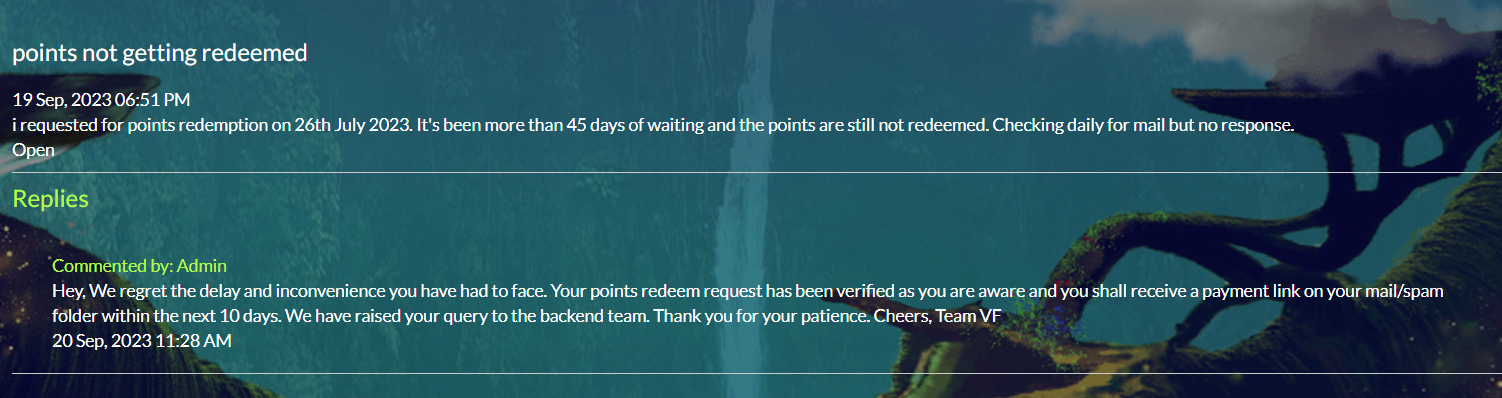 points not getting redeemed
19 Sep, 2023 06:51 PM
i requested for points redemption on 26th July 2023. It's been more than 45 days of waiting and the points are still not redeemed. Checking daily for mail but no response.
Open
Replies
Commented by: Admin
Hey, We regret the delay and inconvenience you have had to face. Your points redeem request has been verified as you are aware and you shall receive a payment link on your mail/spam
folder within the next 10 days. We have raised your query to the backend team. Thank you for your patience. Cheers, Team VF
20 Sep, 2023 11:28 AM